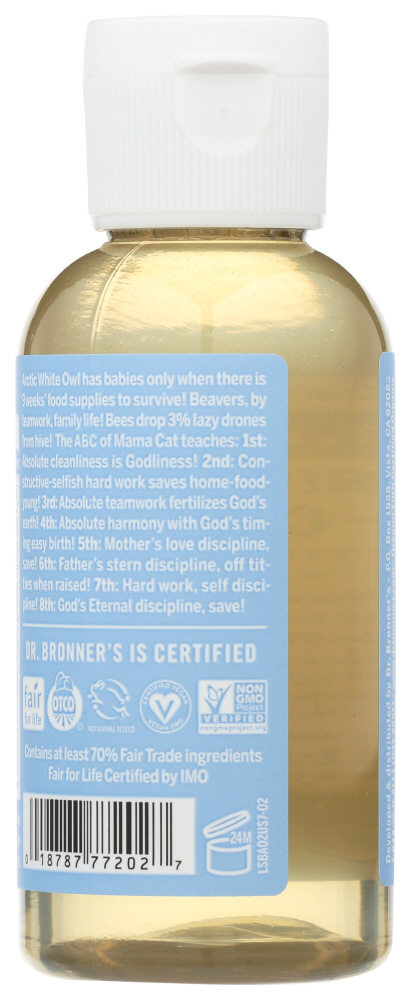 Arctic White Owl has babies only when there is
9 weeks' food supplies to survive! Beavers, by
teamwork, family life! Bees drop 3% lazy drones
from hive! The ABC of Mama Cat teaches: 1st:
Absolute cleanliness is Godliness! 2nd: Con-
structive-selfish hard work saves home-food-
young! 3rd: Absolute teamwork fertilizes God's
earth! 4th: Absolute harmony with God's tim-
ing easy birth! 5th: Mother's love discipline,
save! 6th: Father's stern discipline, off tit-
ties when raised! 7th: Hard work, self disci-
pline! 8th: God's Eternal discipline, save!
DR. BRONNER'S IS CERTIFIED
fair
for life
OTCO
NOT ANIMAL TESTED
CERTIFIED VEGAN
V
VEGAN.ORG
NON
GMO
Project
VERIFIED
nongmoproject.org
Contains at least 70% Fair Trade ingredients
Fair for Life Certified by IMO
0 18787 77202 7
24M
LSBA02US7-02
Developed & distributed by Dr. Bronner's · P.O. Box 1958, Vista, CA 92085